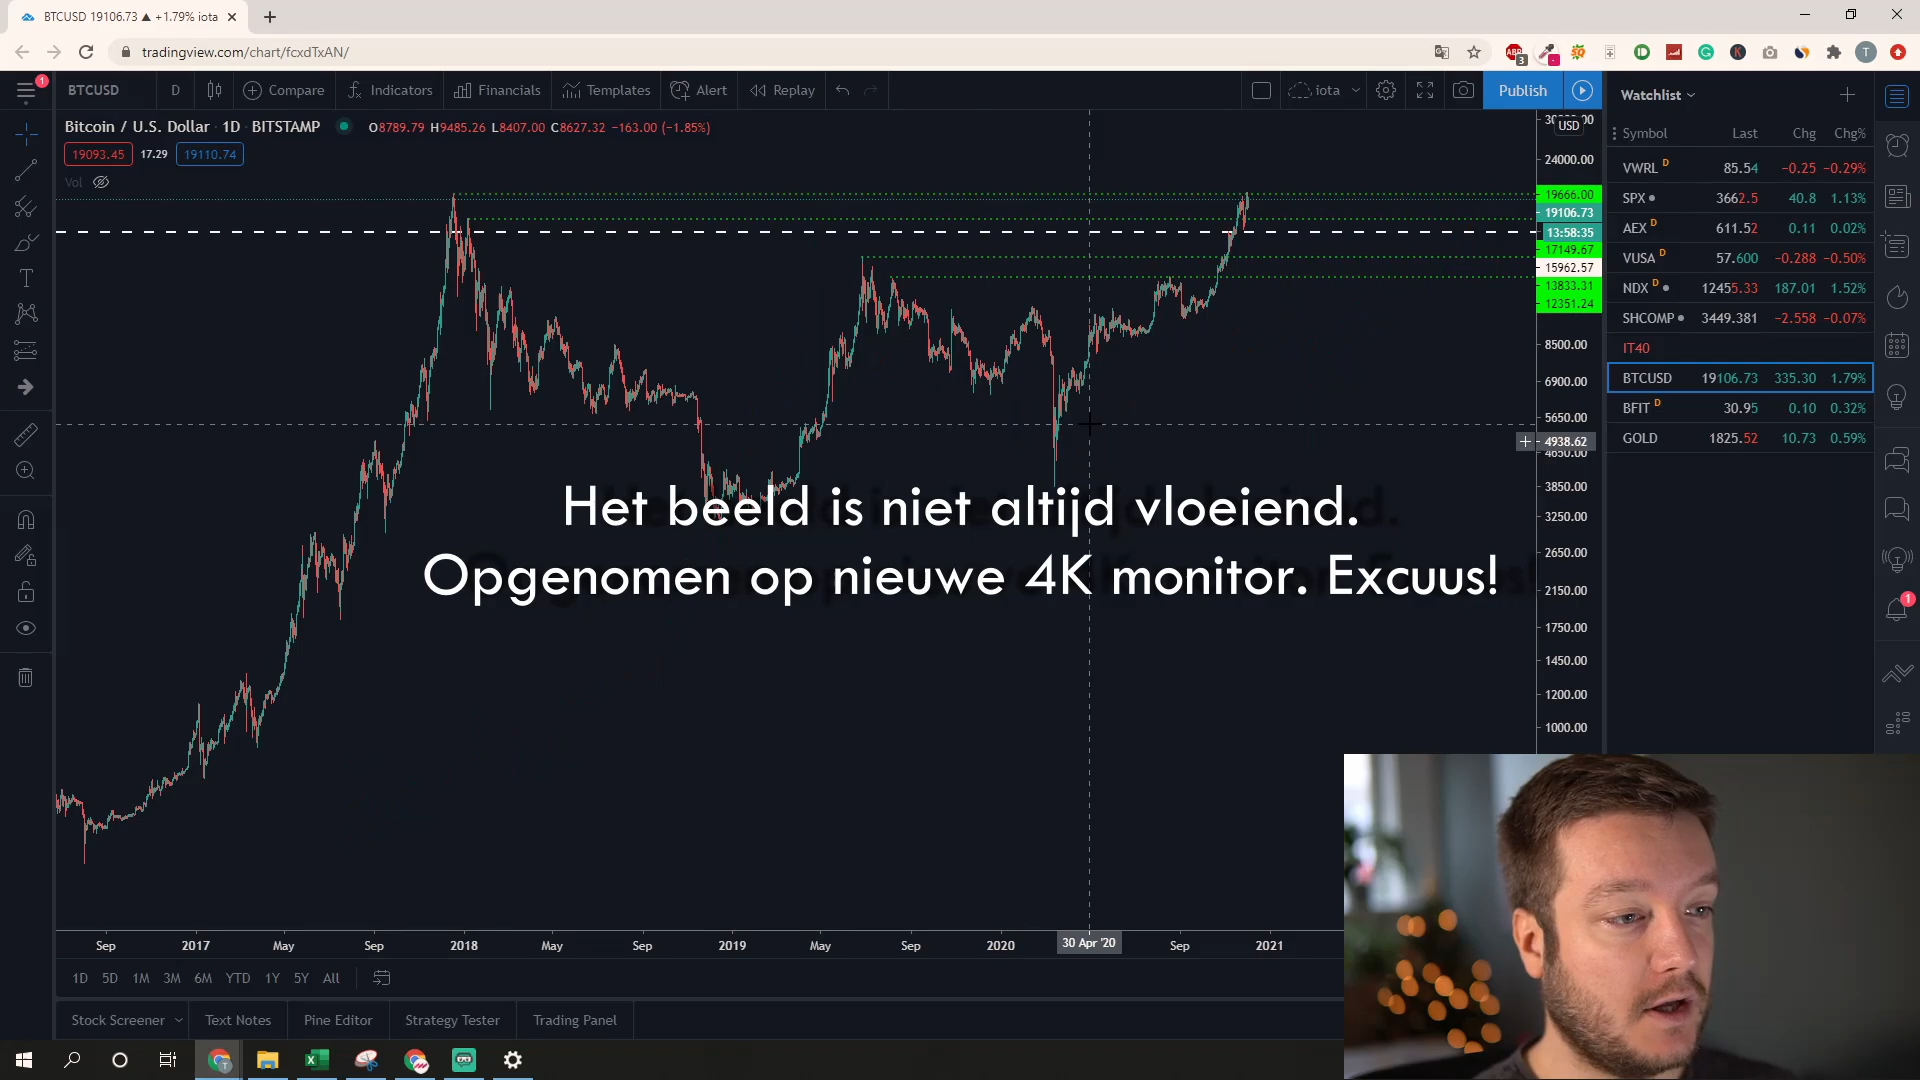 BTCUSD 19106.73 ▲ +1.79% iota
tradingview.com/chart/fcxdTxAN/
BTCUSD D Compare Indicators Financials Templates Alert Replay iota Publish
Bitcoin / U.S. Dollar · 1D · BITSTAMP O8789.79 H9485.26 L8407.00 C8627.32 −163.00 (−1.85%)
19093.45 17.29 19110.74
Vol
USD
24000.00
19666.00
19106.73
13:58:35
17149.67
15962.57
13833.31
12351.24
8500.00
6900.00
5650.00
4938.62
4650.00
3850.00
3250.00
2650.00
2150.00
1750.00
1450.00
1200.00
1000.00
Het beeld is niet altijd vloeiend.
Opgenomen op nieuwe 4K monitor. Excuus!
Sep 2017 May Sep 2018 May Sep 2019 May Sep 2020 30 Apr '20 Sep 2021
1D 5D 1M 3M 6M YTD 1Y 5Y All
Stock Screener Text Notes Pine Editor Strategy Tester Trading Panel
Watchlist
Symbol Last Chg Chg%
VWRL D 85.54 −0.25 −0.29%
SPX 3662.5 40.8 1.13%
AEX D 611.52 0.11 0.02%
VUSA D 57.600 −0.288 −0.50%
NDX D 12455.33 187.01 1.52%
SHCOMP 3449.381 −2.558 −0.07%
IT40
BTCUSD 19106.73 335.30 1.79%
BFIT D 30.95 0.10 0.32%
GOLD 1825.52 10.73 0.59%